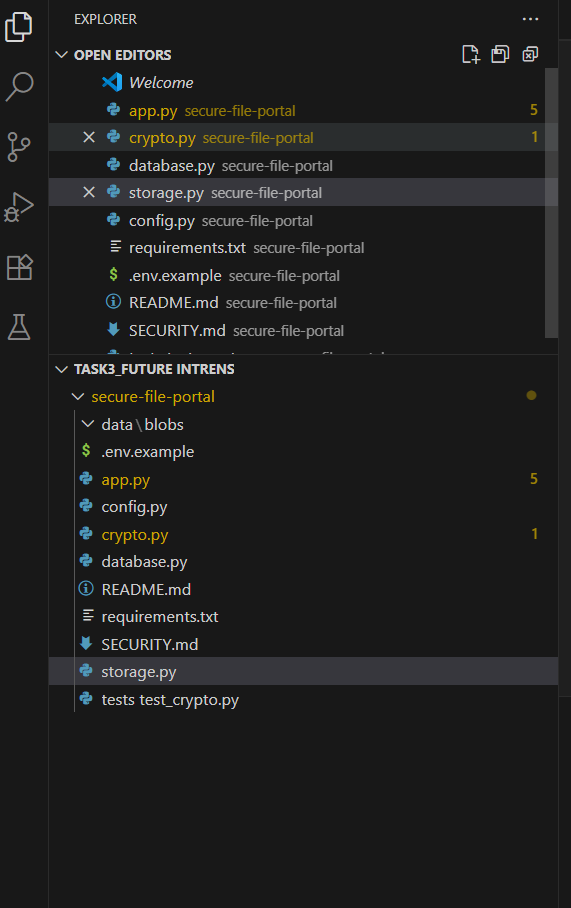 EXPLORER
OPEN EDITORS
Welcome
app.py secure-file-portal 5
crypto.py secure-file-portal 1
database.py secure-file-portal
storage.py secure-file-portal
config.py secure-file-portal
requirements.txt secure-file-portal
$ .env.example secure-file-portal
README.md secure-file-portal
SECURITY.md secure-file-portal
TASK3_FUTURE INTRENS
secure-file-portal
data\blobs
$ .env.example
app.py 5
config.py
crypto.py 1
database.py
README.md
requirements.txt
SECURITY.md
storage.py
tests test_crypto.py